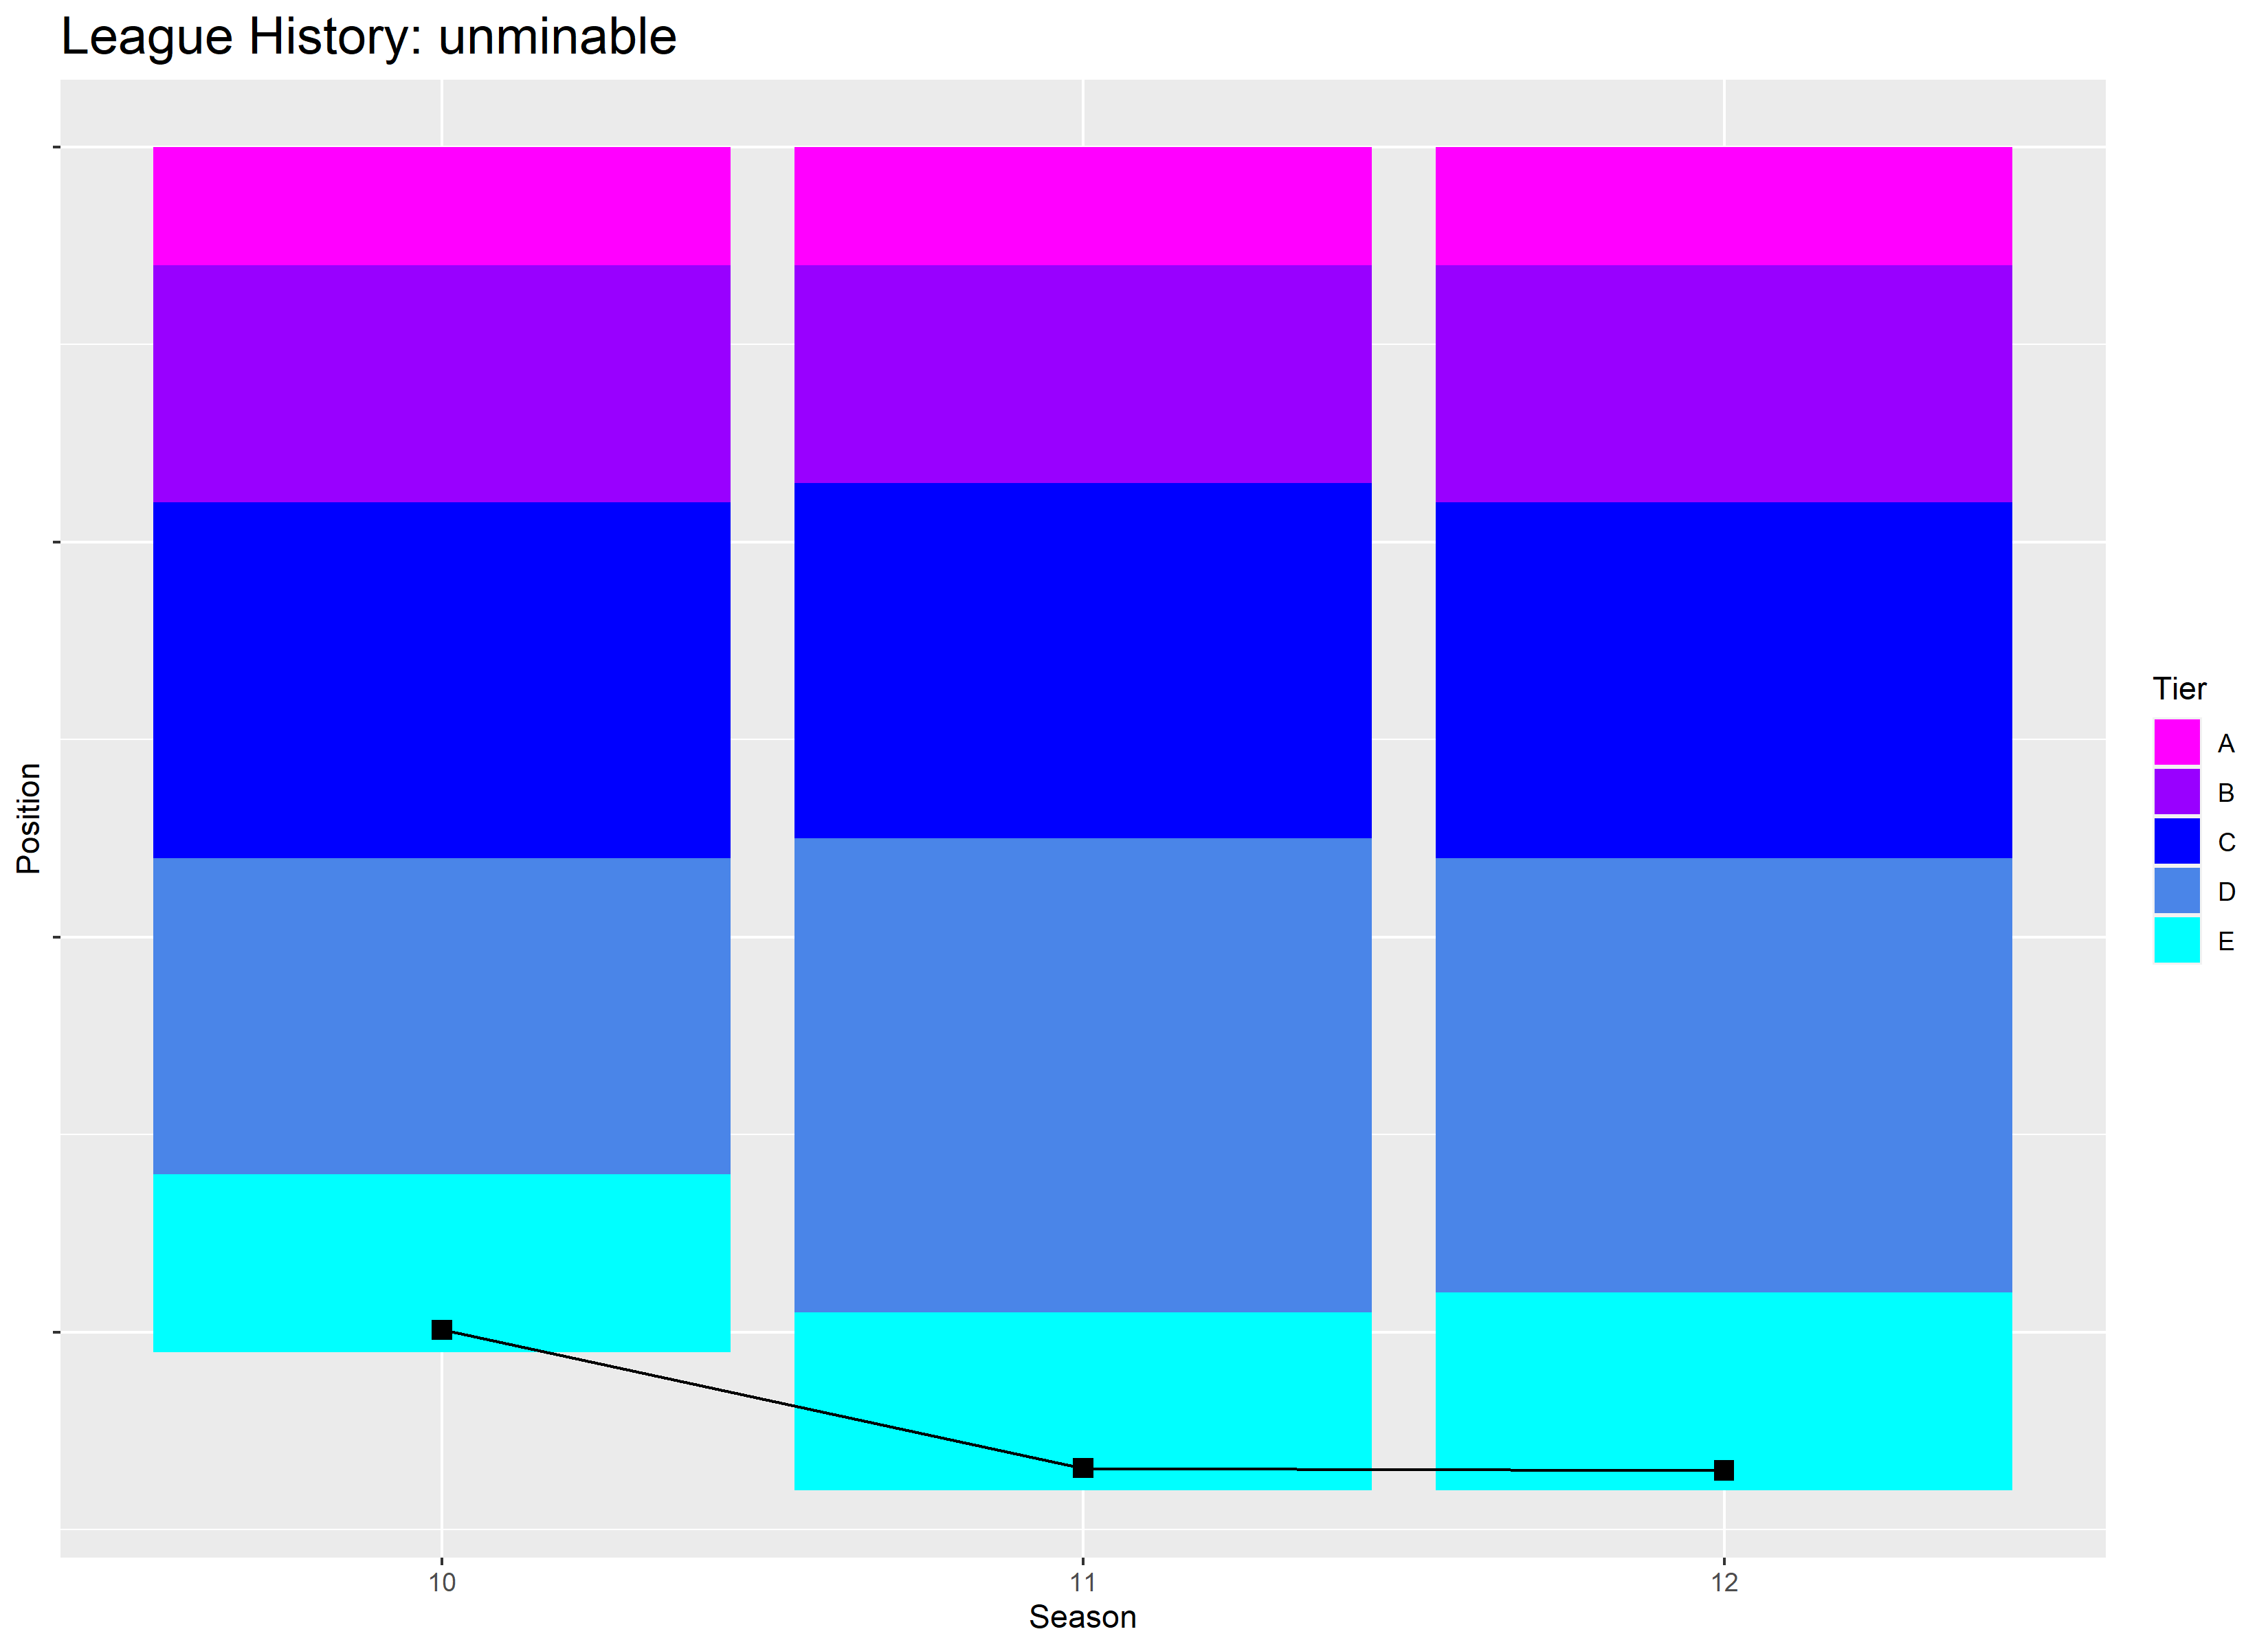 League History: unminable
Position
Tier
A
B
C
D
E
10
11
12
Season